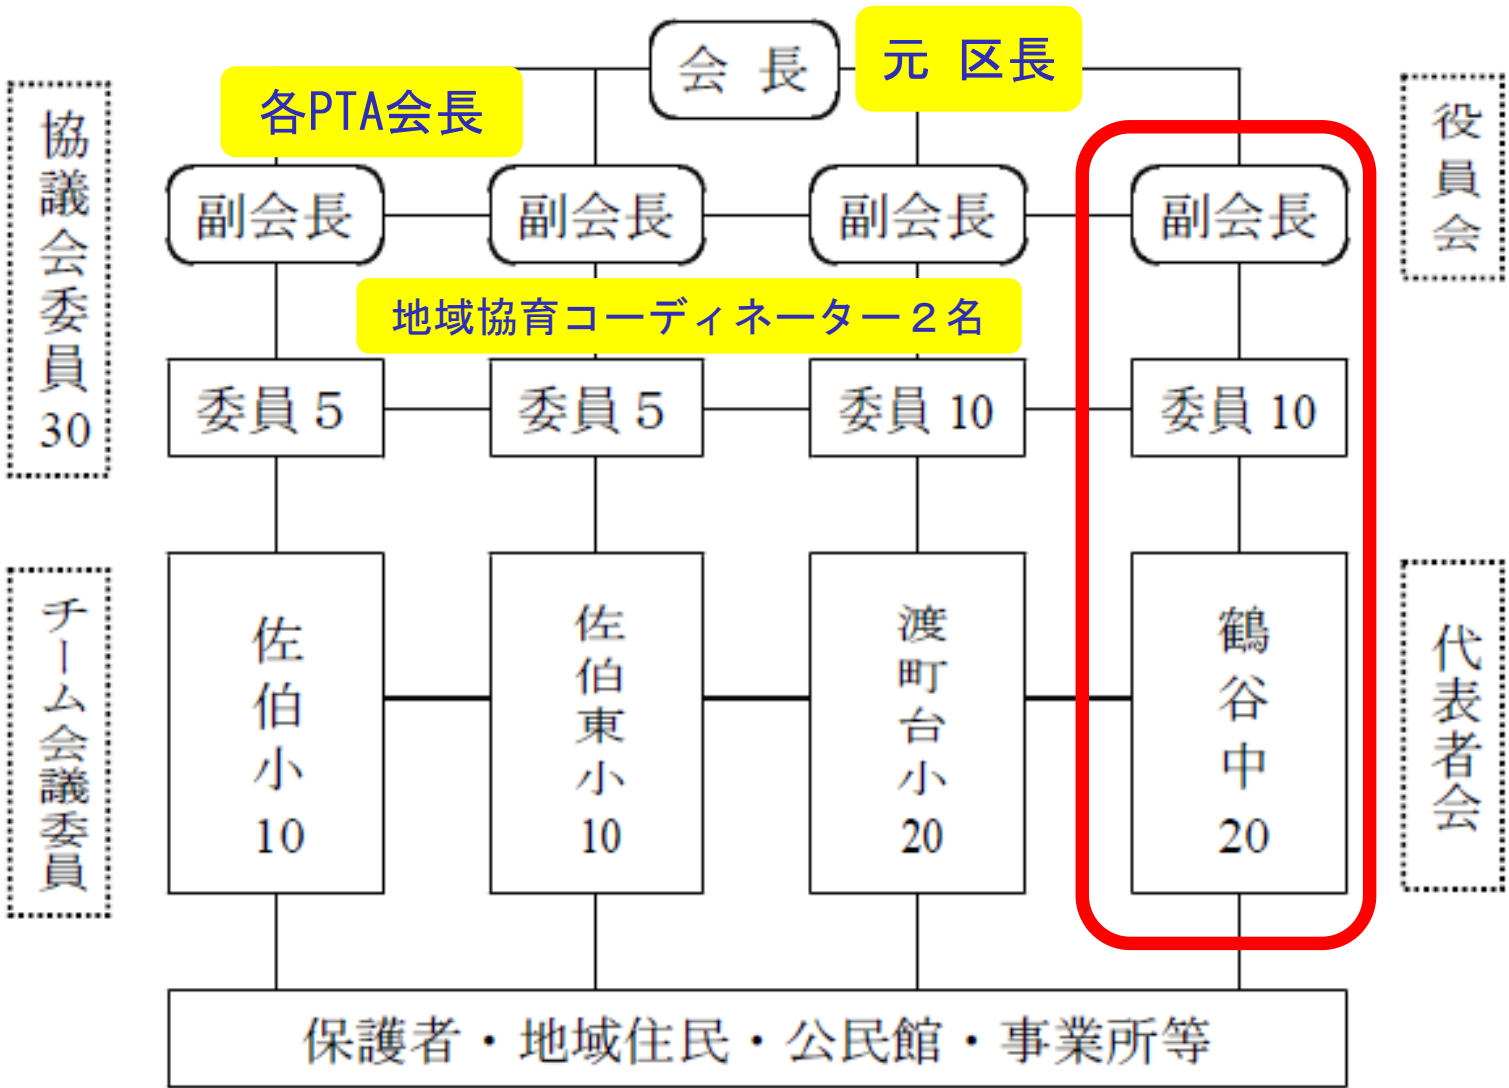 会 長
元 区長
各PTA会長
協議会委員30
役員会
副会長
副会長
副会長
副会長
地域協育コーディネーター２名
委員５
委員５
委員 10
委員 10
チーム会議委員
佐伯小10
佐伯東小10
渡町台小20
鶴谷中20
代表者会
保護者・地域住民・公民館・事業所等